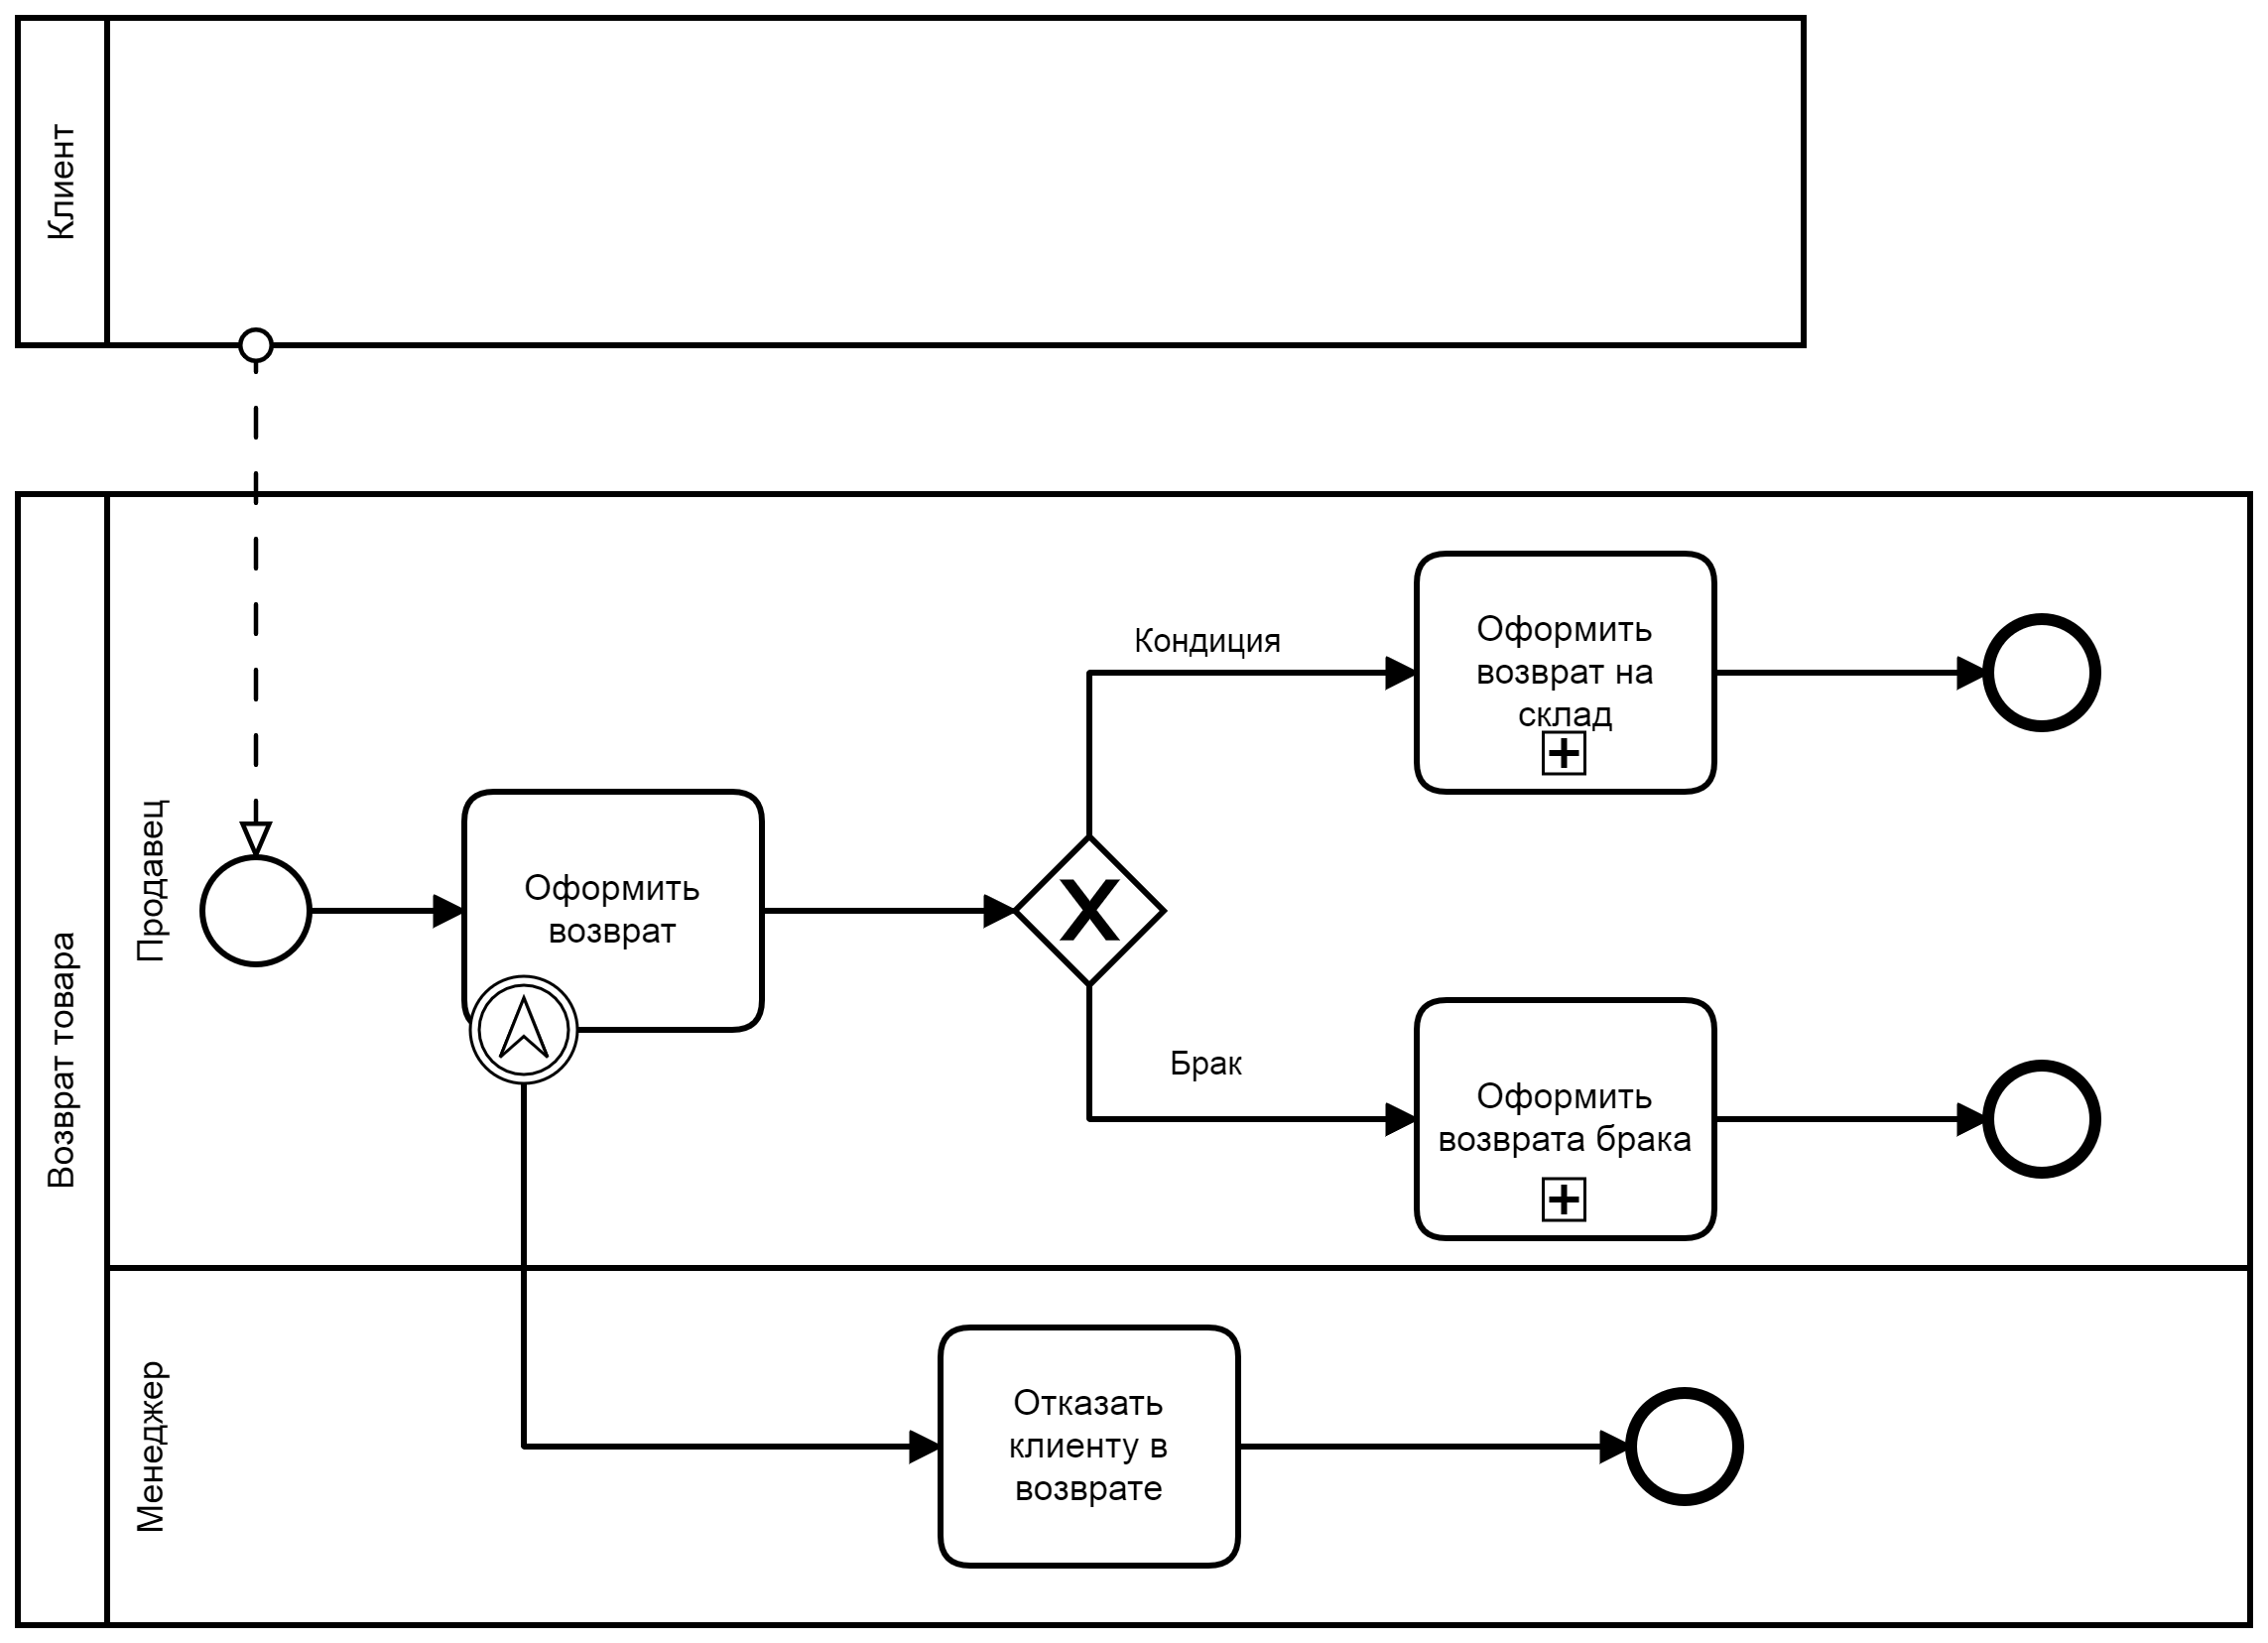 Клиент
Возврат товара
Продавец
Оформить
возврат
Кондиция
Оформить
возврат на
склад
Брак
Оформить
возврата брака
Менеджер
Отказать
клиенту в
возврате